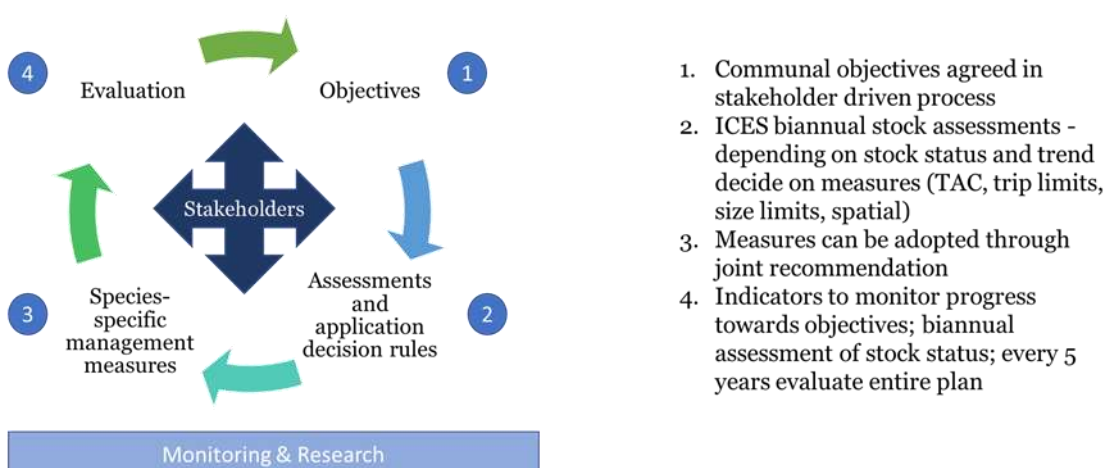 4
Evaluation
Objectives
1
Stakeholders
3
Species-
specific
management
measures
Assessments
and
application
decision rules
2
Monitoring & Research
1. Communal objectives agreed in
stakeholder driven process
2. ICES biannual stock assessments -
depending on stock status and trend
decide on measures (TAC, trip limits,
size limits, spatial)
3. Measures can be adopted through
joint recommendation
4. Indicators to monitor progress
towards objectives; biannual
assessment of stock status; every 5
years evaluate entire plan